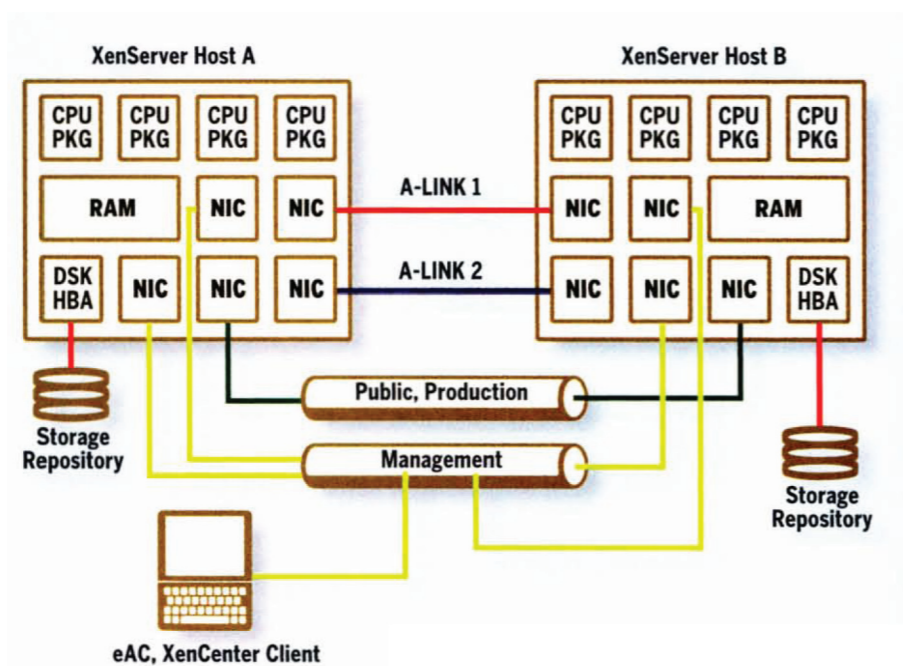 XenServer Host A
XenServer Host B
CPU PKG
CPU PKG
CPU PKG
CPU PKG
CPU PKG
CPU PKG
CPU PKG
CPU PKG
RAM
NIC
NIC
A-LINK 1
NIC
NIC
RAM
DSK HBA
NIC
NIC
NIC
A-LINK 2
NIC
NIC
NIC
DSK HBA
Public, Production
Management
Storage
Repository
Storage
Repository
eAC, XenCenter Client